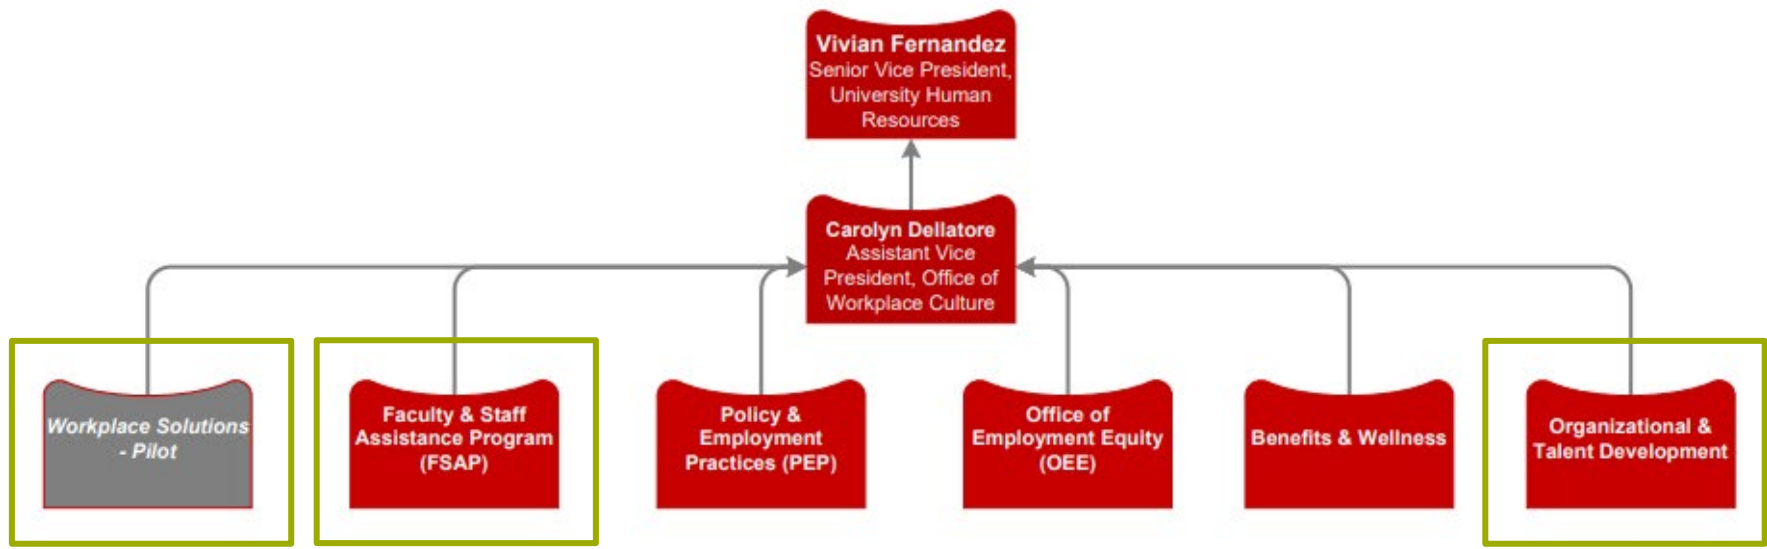 Vivian Fernandez
Senior Vice President,
University Human
Resources
Carolyn Dellatore
Assistant Vice
President, Office of
Workplace Culture
Workplace Solutions
- Pilot
Faculty & Staff
Assistance Program
(FSAP)
Policy &
Employment
Practices (PEP)
Office of
Employment Equity
(OEE)
Benefits & Wellness
Organizational &
Talent Development